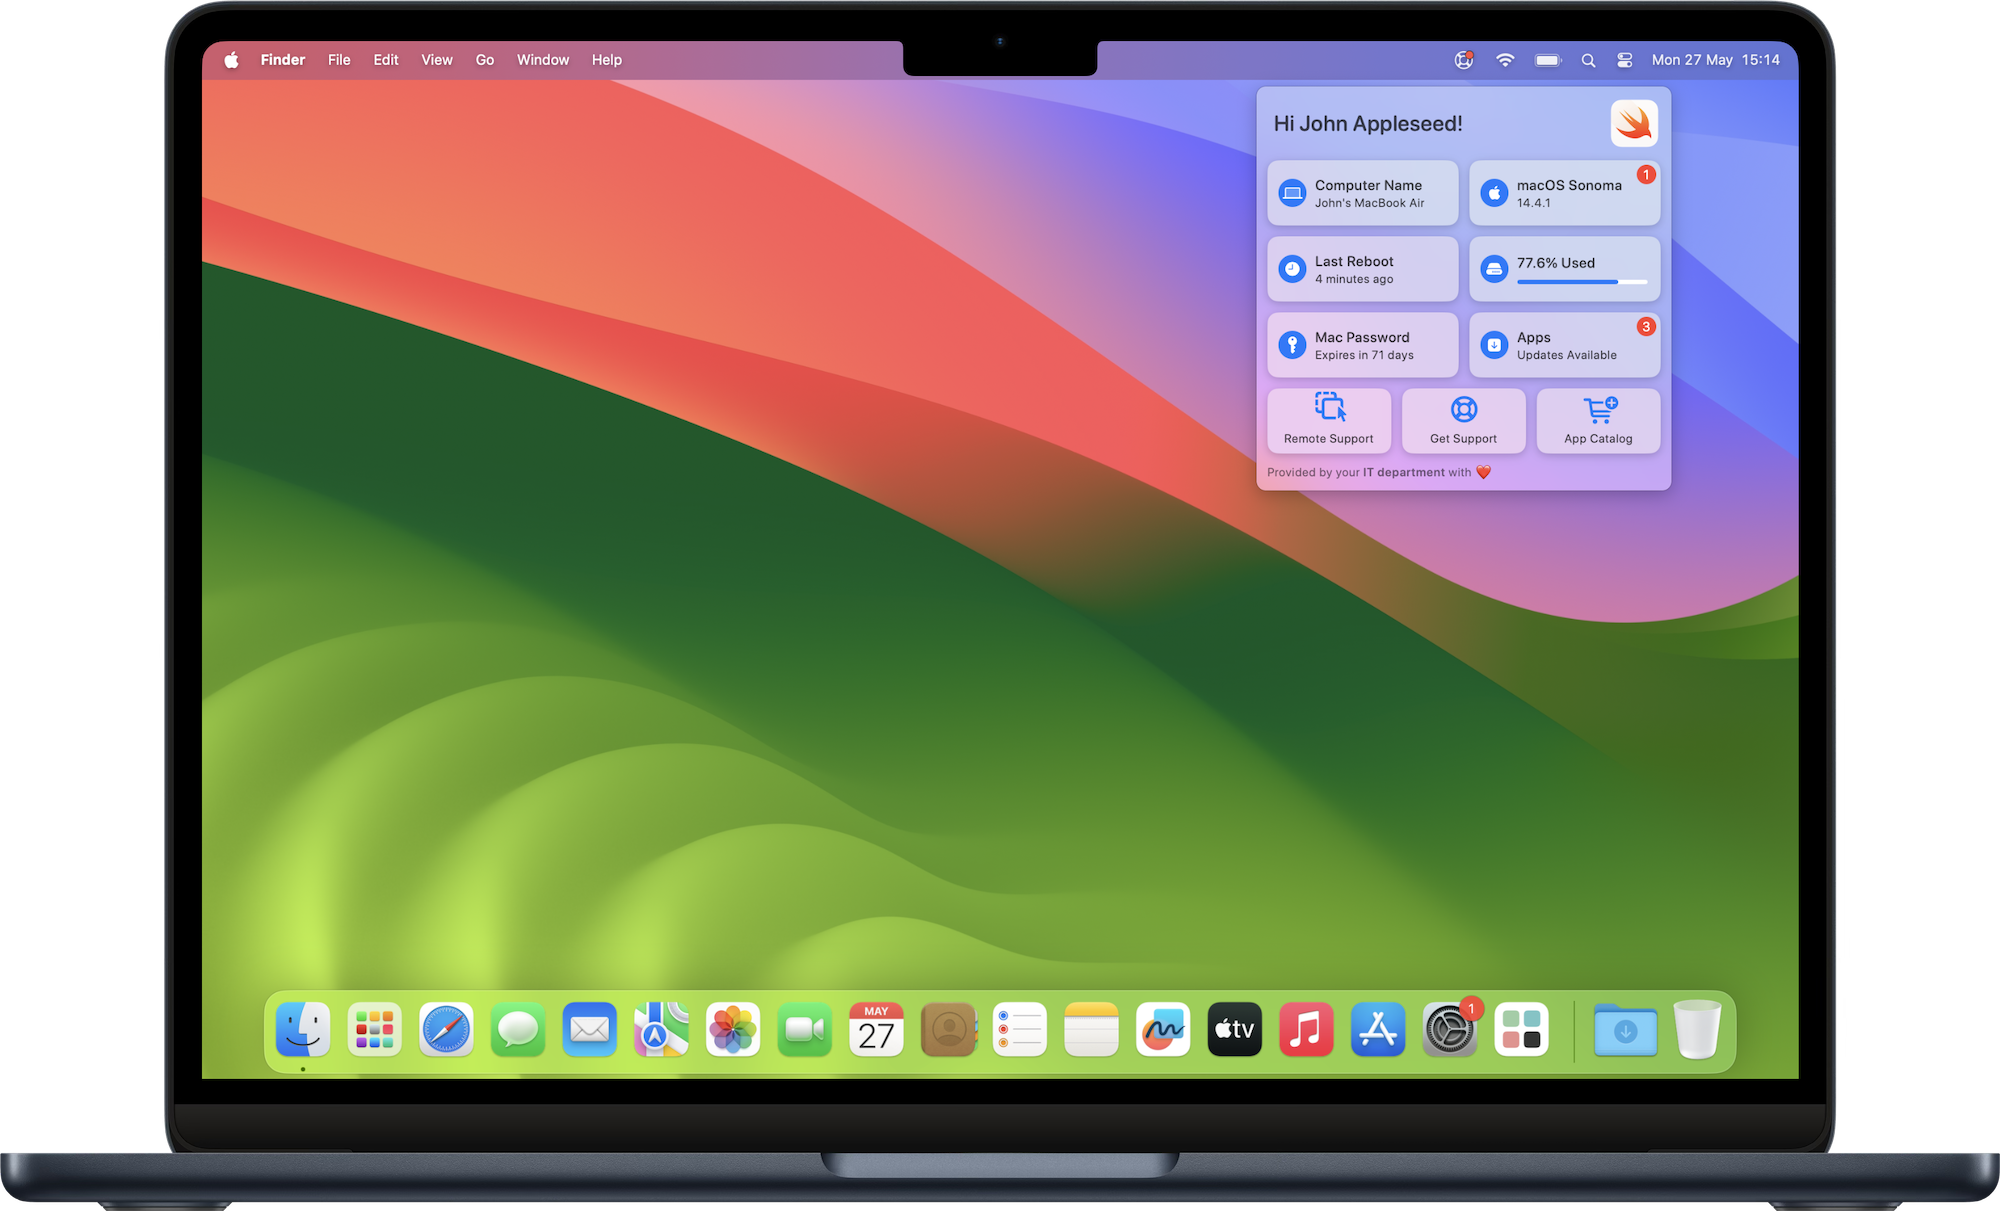 Finder File Edit View Go Window Help Mon 27 May 15:14
Hi John Appleseed!
Computer Name
John's MacBook Air
macOS Sonoma
14.4.1
1
Last Reboot
4 minutes ago
77.6% Used
Mac Password
Expires in 71 days
Apps
Updates Available
3
Remote Support
Get Support
App Catalog
Provided by your IT department with ❤️
MAY
27
tv
1